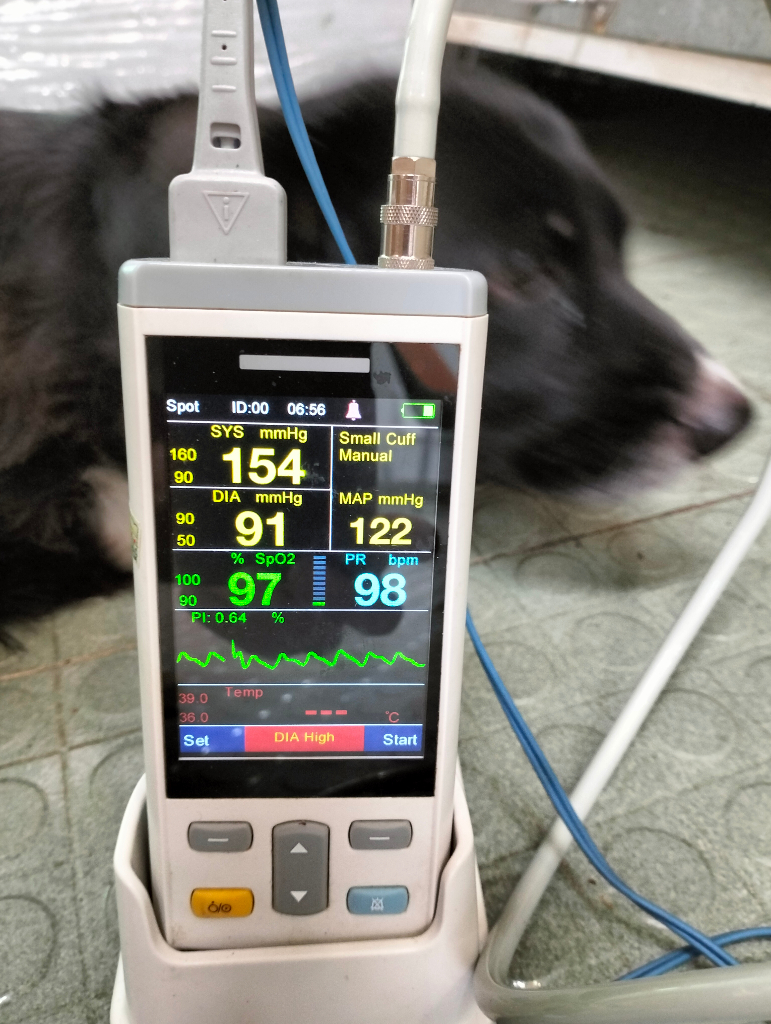 Spot ID:00 06:56
SYS mmHg
160
90
154
Small Cuff
Manual
DIA mmHg
90
50
91
MAP mmHg
122
% SpO2
100
90
97
PR bpm
98
PI: 0.64 %
Temp
39.0
36.0
--- °C
Set DIA High Start